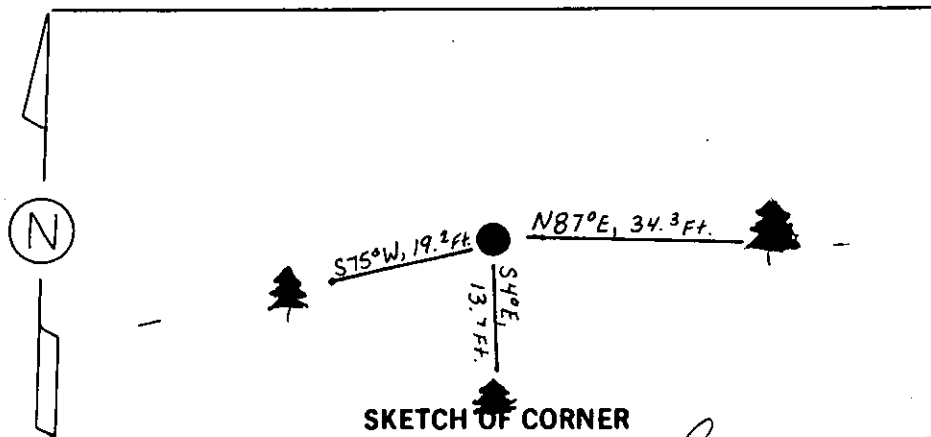 N
N87°E, 34.3 Ft.
S75°W, 19.2 Ft.
S4°E,
13.7 Ft.
SKETCH OF CORNER